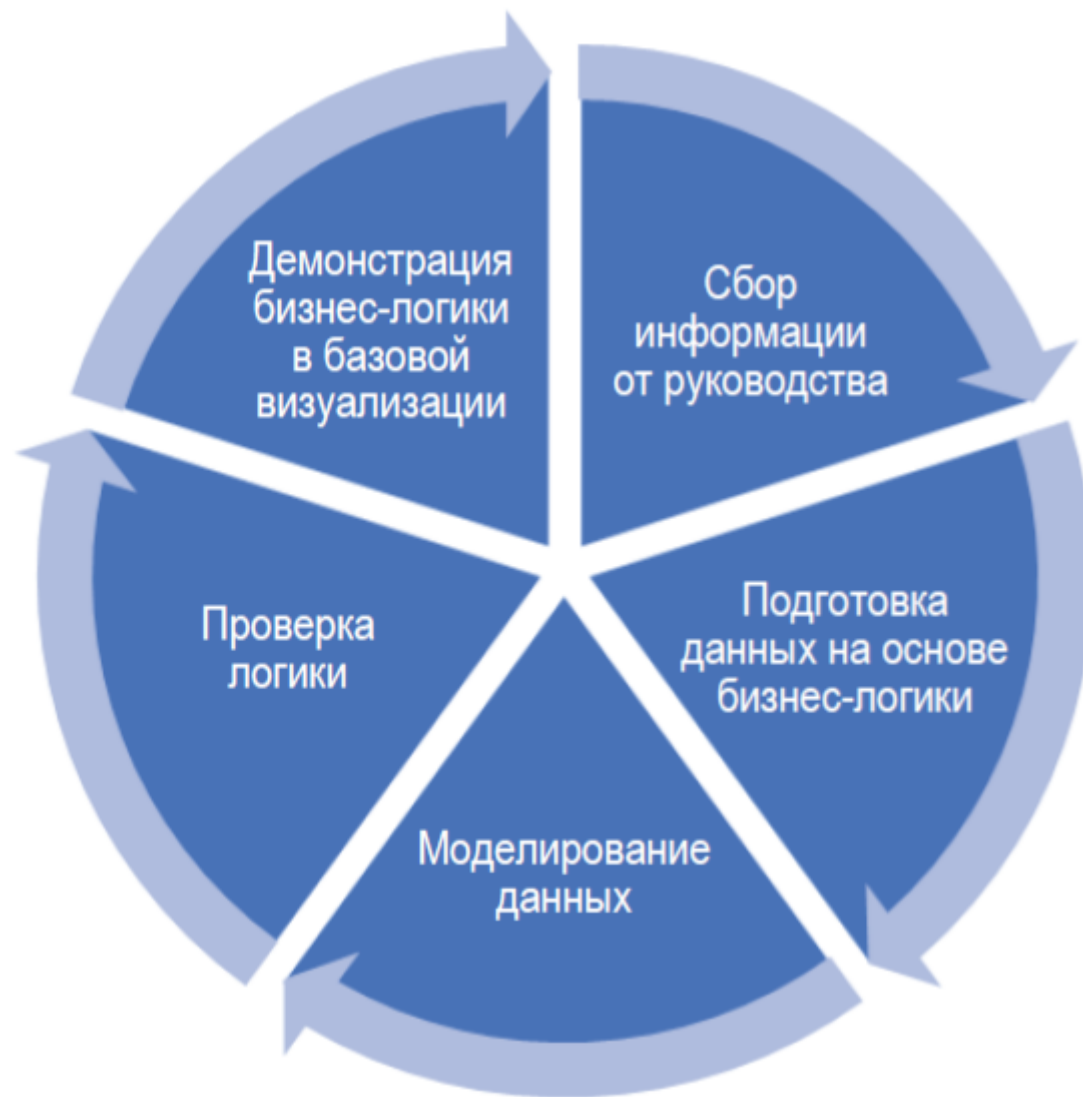 Сбор
информации
от руководства
Подготовка
данных на основе
бизнес-логики
Моделирование
данных
Проверка
логики
Демонстрация
бизнес-логики
в базовой
визуализации